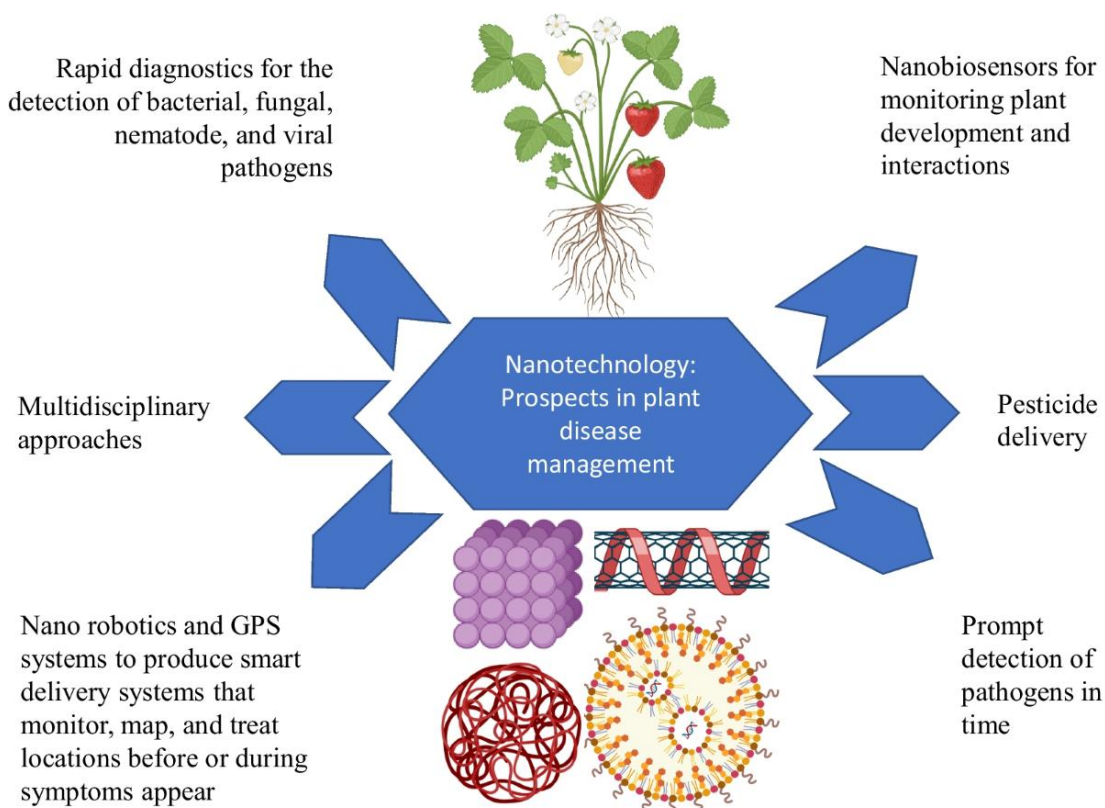 Rapid diagnostics for the
detection of bacterial, fungal,
nematode, and viral
pathogens
Nanobiosensors for
monitoring plant
development and
interactions
Nanotechnology:
Prospects in plant
disease
management
Multidisciplinary
approaches
Pesticide
delivery
Nano robotics and GPS
systems to produce smart
delivery systems that
monitor, map, and treat
locations before or during
symptoms appear
Prompt
detection of
pathogens in
time